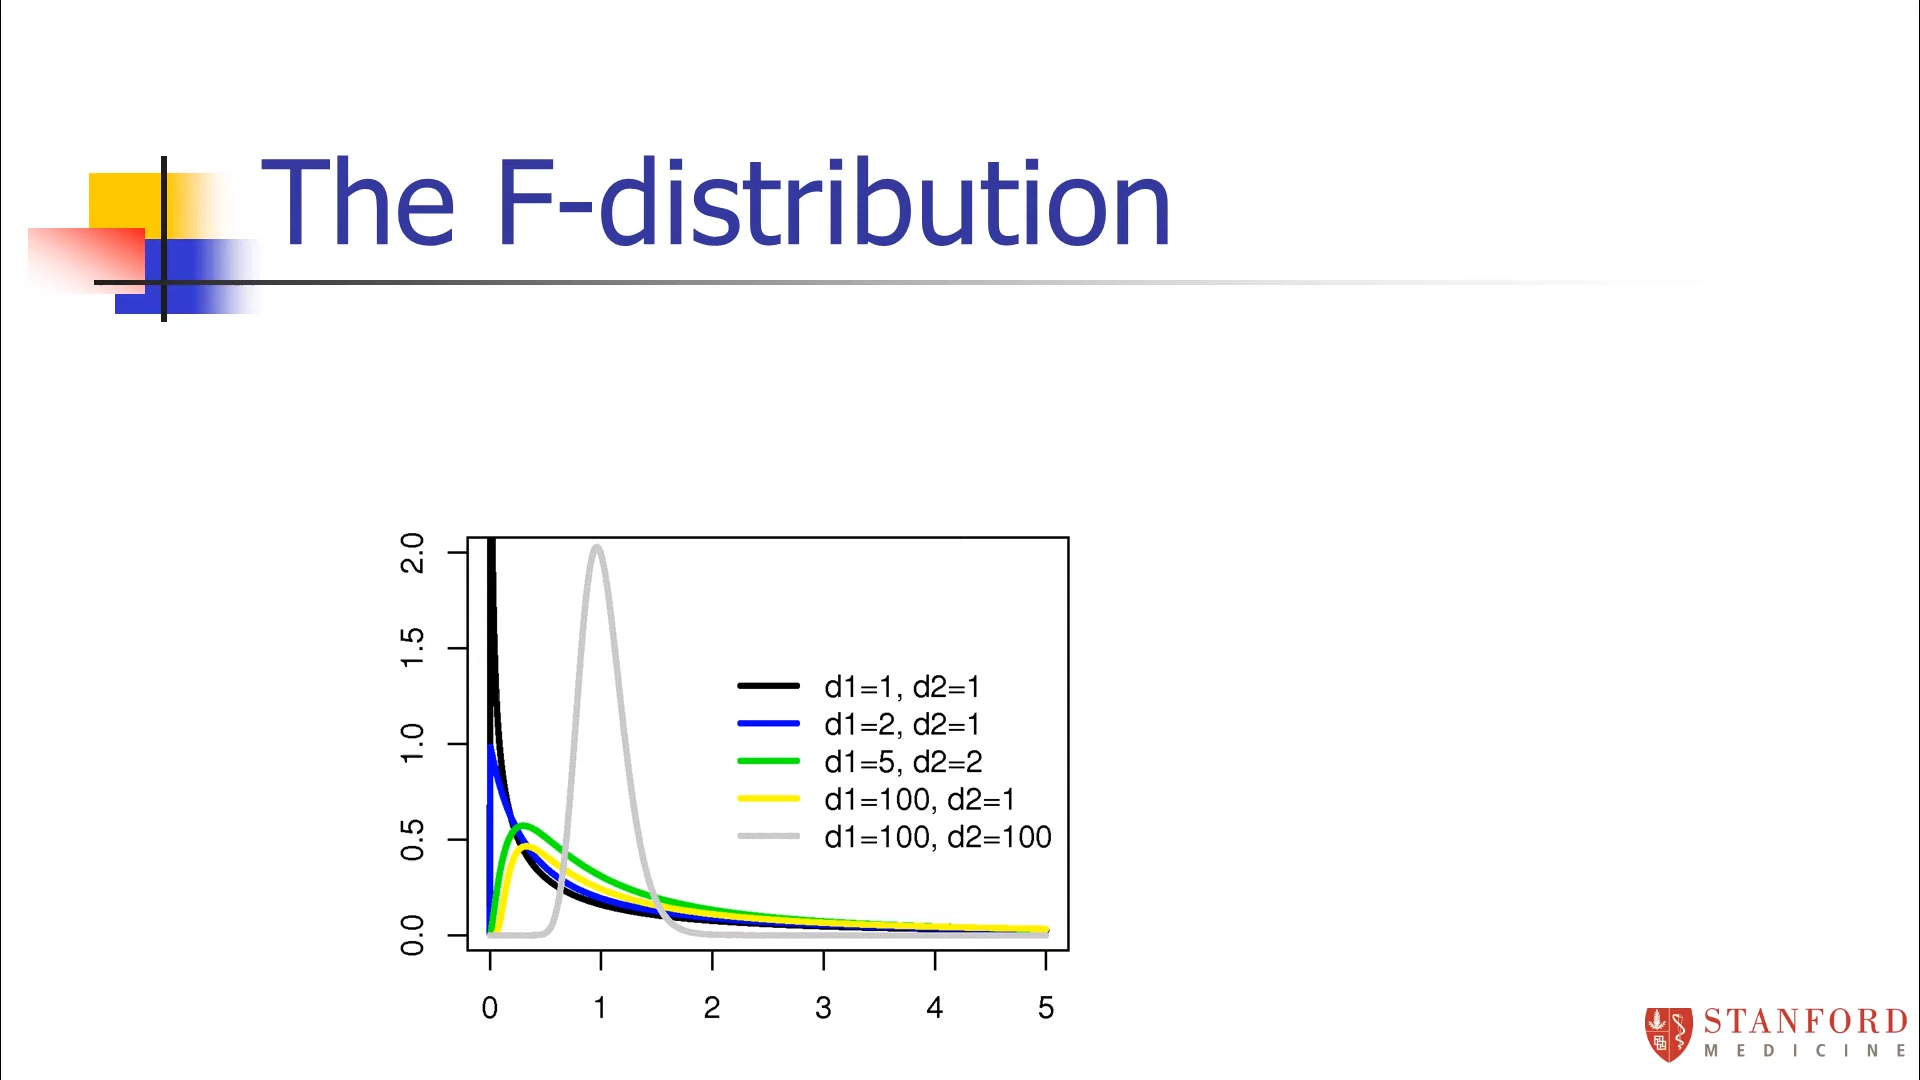 The F-distribution
2.0
1.5
1.0
0.5
0.0
d1=1, d2=1
d1=2, d2=1
d1=5, d2=2
d1=100, d2=1
d1=100, d2=100
0 1 2 3 4 5
STANFORD
MEDICINE